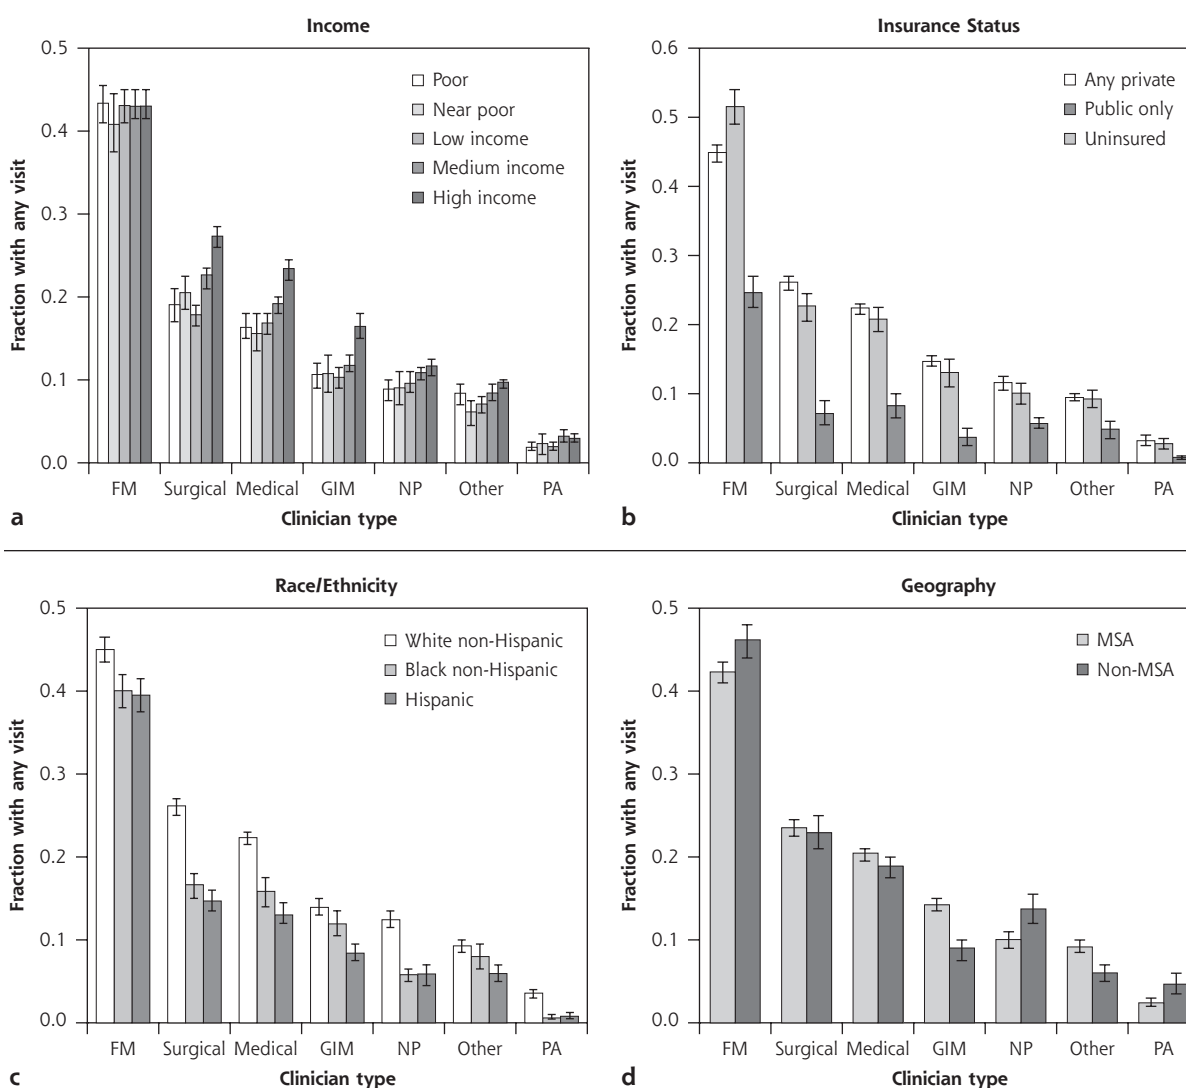 Income
Fraction with any visit
0.5
0.4
0.3
0.2
0.1
0.0
Poor
Near poor
Low income
Medium income
High income
FM Surgical Medical GIM NP Other PA
Clinician type
a
Insurance Status
Fraction with any visit
0.6
0.5
0.4
0.3
0.2
0.1
0.0
Any private
Public only
Uninsured
FM Surgical Medical GIM NP Other PA
Clinician type
b
Race/Ethnicity
Fraction with any visit
0.5
0.4
0.3
0.2
0.1
0.0
White non-Hispanic
Black non-Hispanic
Hispanic
FM Surgical Medical GIM NP Other PA
Clinician type
c
Geography
Fraction with any visit
0.5
0.4
0.3
0.2
0.1
0.0
MSA
Non-MSA
FM Surgical Medical GIM NP Other PA
Clinician type
d